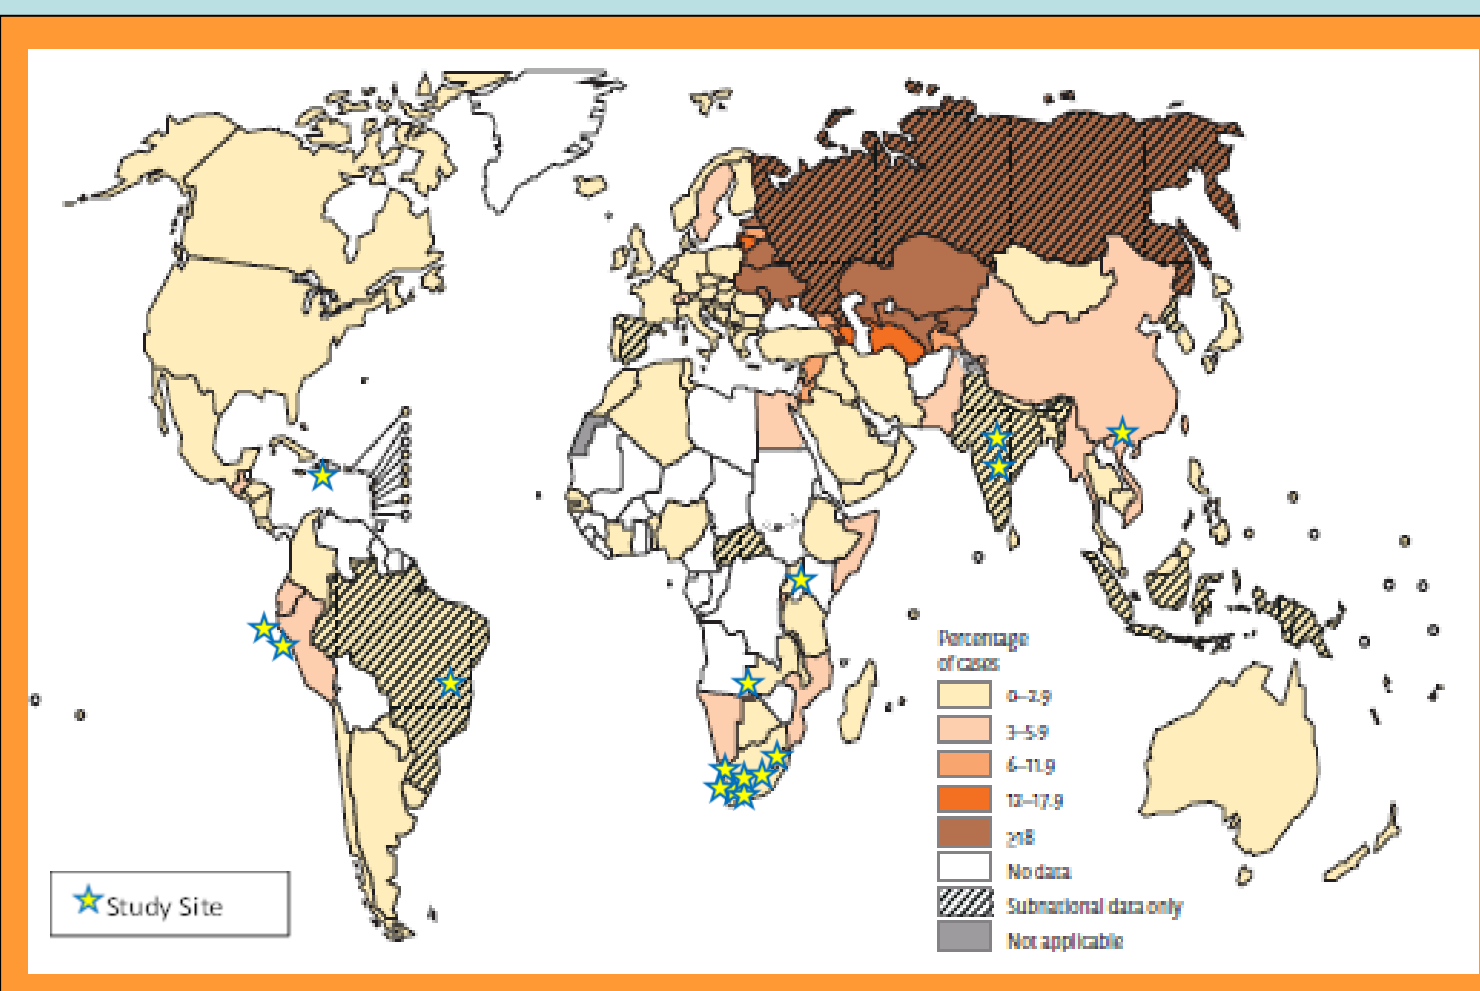 Percentage
of cases
0–2.9
3–5.9
6–11.9
12–17.9
≥18
No data
Subnational data only
Not applicable
Study Site